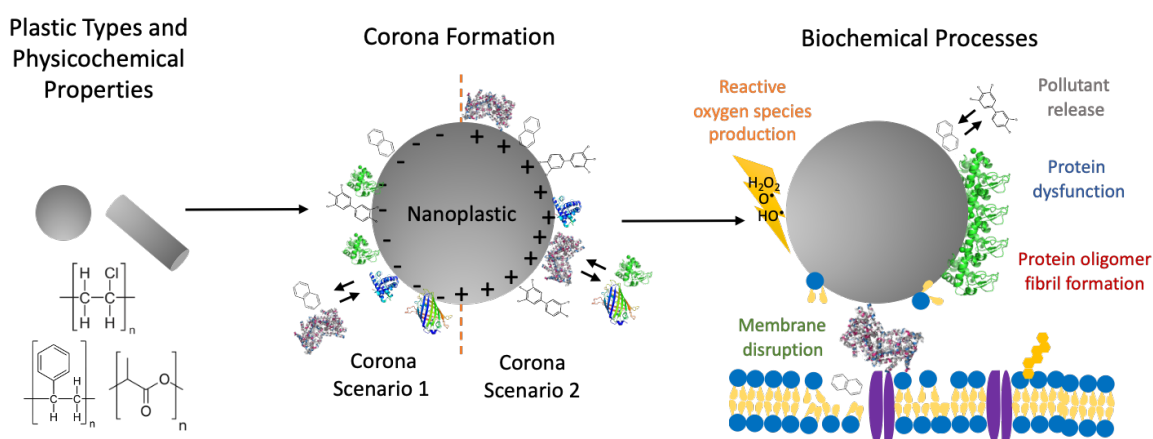 Plastic Types and
Physicochemical
Properties
Corona Formation
Biochemical Processes
Reactive
oxygen species
production
Pollutant
release
Protein
dysfunction
Protein oligomer
fibril formation
H₂O₂
O•
HO•
Nanoplastic
- - - - - - - - - -
+ + + + + + + + + + + + +
Membrane
disruption
Corona
Scenario 1
Corona
Scenario 2
H Cl
C C
H H
n
H H
H
n
O
O
n